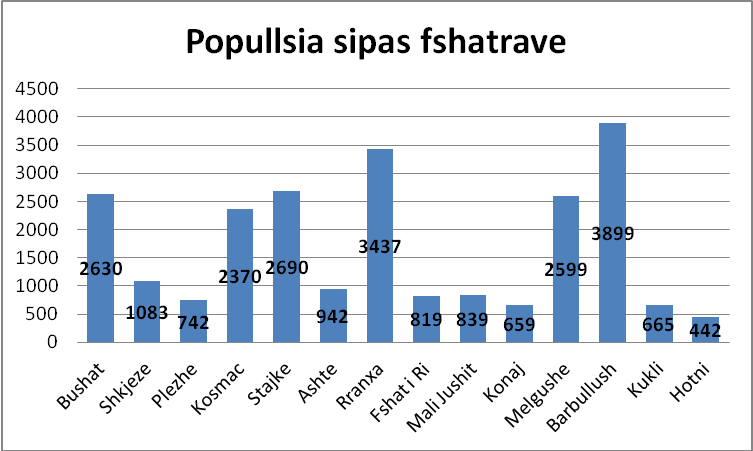 Popullsia sipas fshatrave
4500
4000
3500
3000
2500
2000
1500
1000
500
0
2630
1083
742
2370
2690
942
3437
819
839
659
2599
3899
665
442
Bushat
Shkjeze
Plezhe
Kosmac
Stajke
Ashte
Rranxa
Fshat i Ri
Mali Jushit
Konaj
Melgushe
Barbullush
Kukli
Hotni